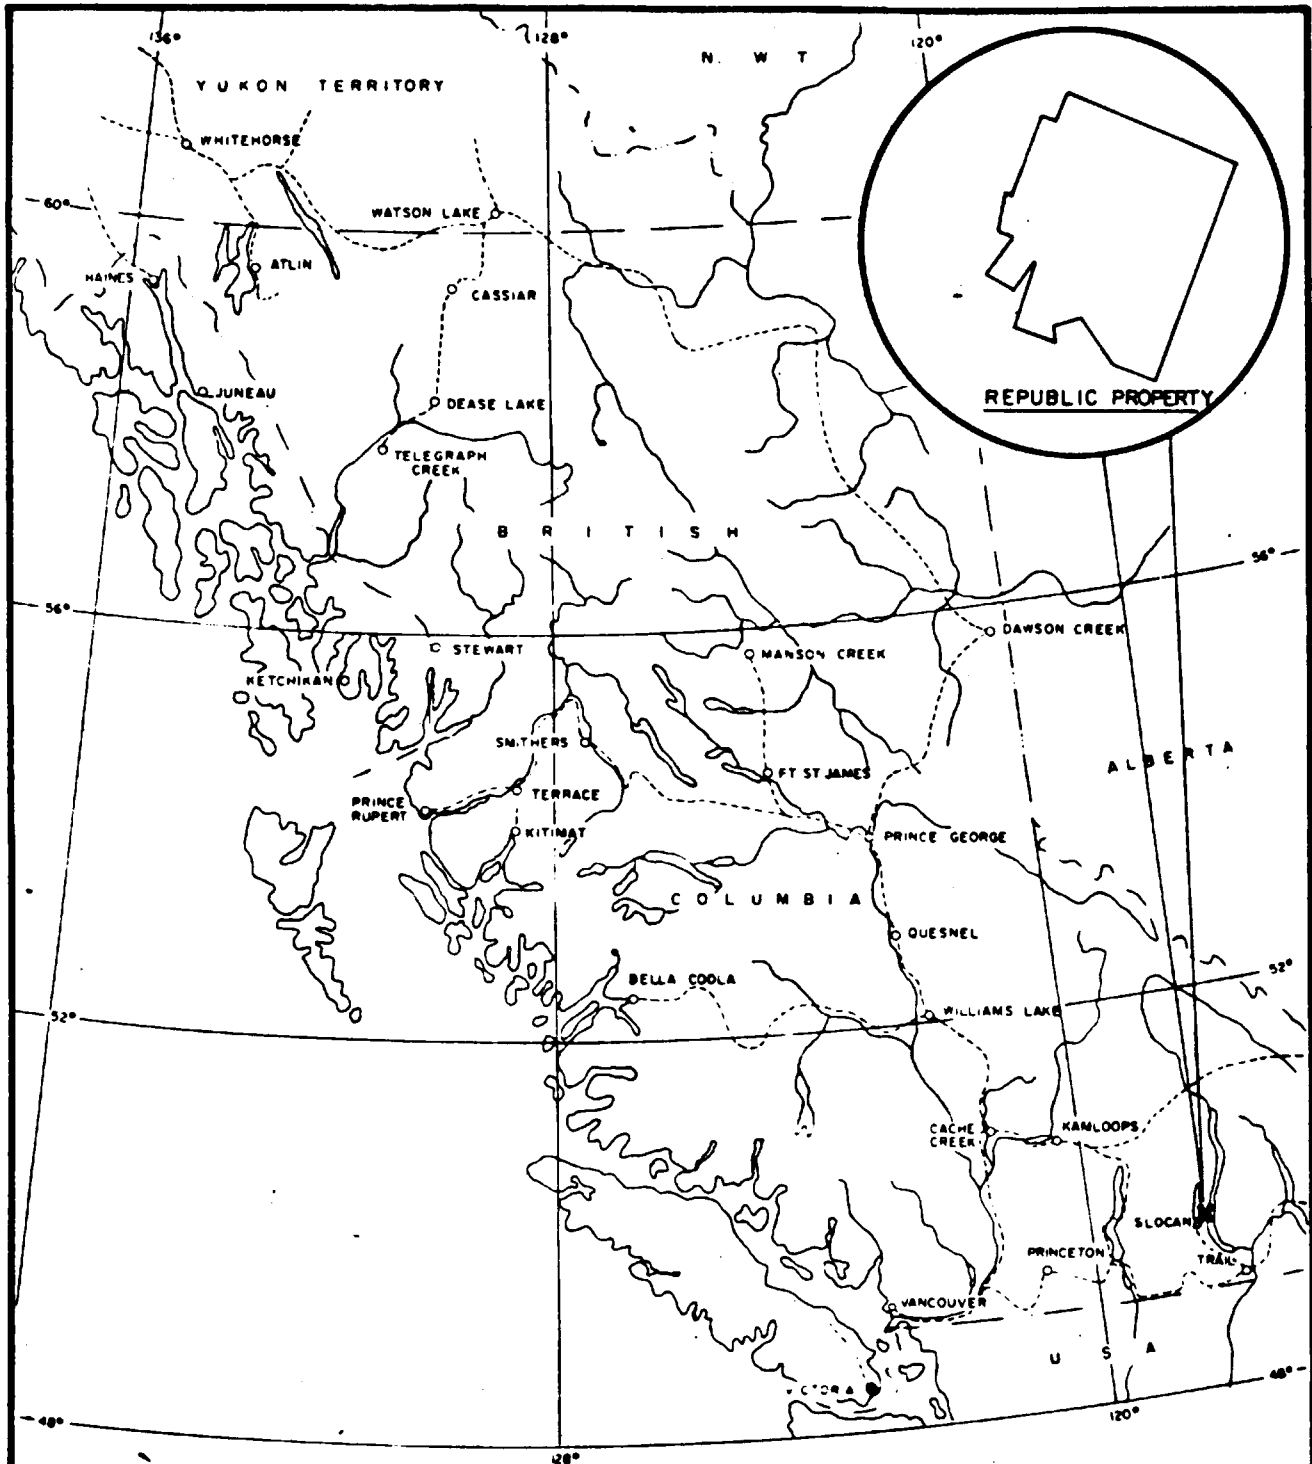 136°
128°
120°
N. W T
YUKON TERRITORY
WHITEHORSE
60°
WATSON LAKE
HAINES
ATLIN
CASSIAR
JUNEAU
DEASE LAKE
REPUBLIC PROPERTY
TELEGRAPH
CREEK
BRITISH
56°
56°
DAWSON CREEK
STEWART
MANSON CREEK
KETCHIKAN
SMITHERS
ALBERTA
FT ST JAMES
PRINCE
RUPERT
TERRACE
KITIMAT
PRINCE GEORGE
COLUMBIA
QUESNEL
52°
BELLA COOLA
52°
WILLIAMS LAKE
CACHE
CREEK
KAMLOOPS
SLOCAN
PRINCETON
TRAIL
VANCOUVER
U S A
VICTORIA
48°
48°
120°
128°